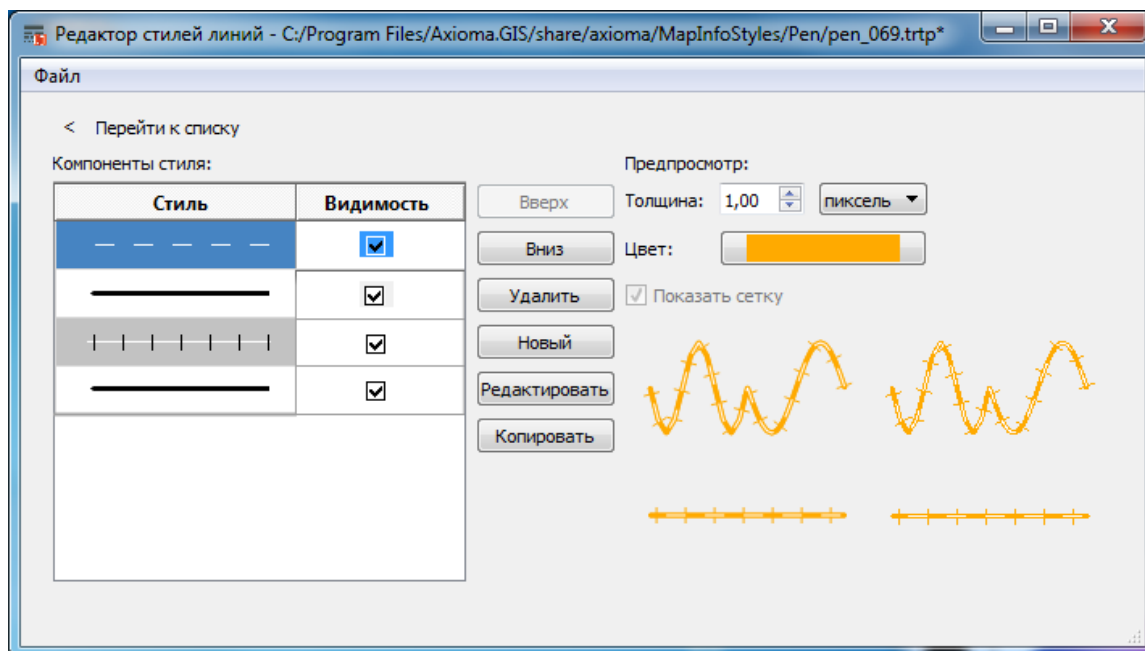 Редактор стилей линий - C:/Program Files/Axioma.GIS/share/axioma/MapInfoStyles/Pen/pen_069.trtp*
Файл
< Перейти к списку
Компоненты стиля:
Стиль Видимость
Вверх
Вниз
Удалить
Новый
Редактировать
Копировать
Предпросмотр:
Толщина: 1,00 пиксель
Цвет:
Показать сетку